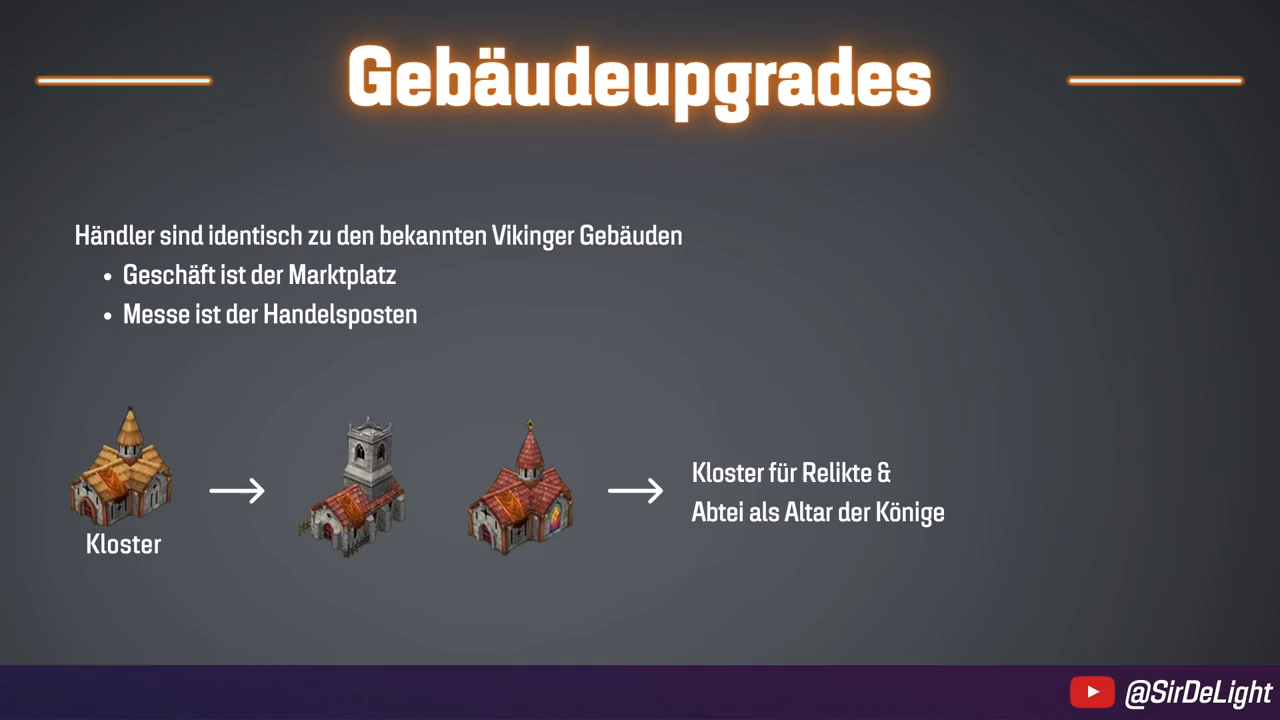 Gebäudeupgrades
Händler sind identisch zu den bekannten Vikinger Gebäuden
• Geschäft ist der Marktplatz
• Messe ist der Handelsposten
Kloster
Kloster für Relikte &
Abtei als Altar der Könige
@SirDeLight